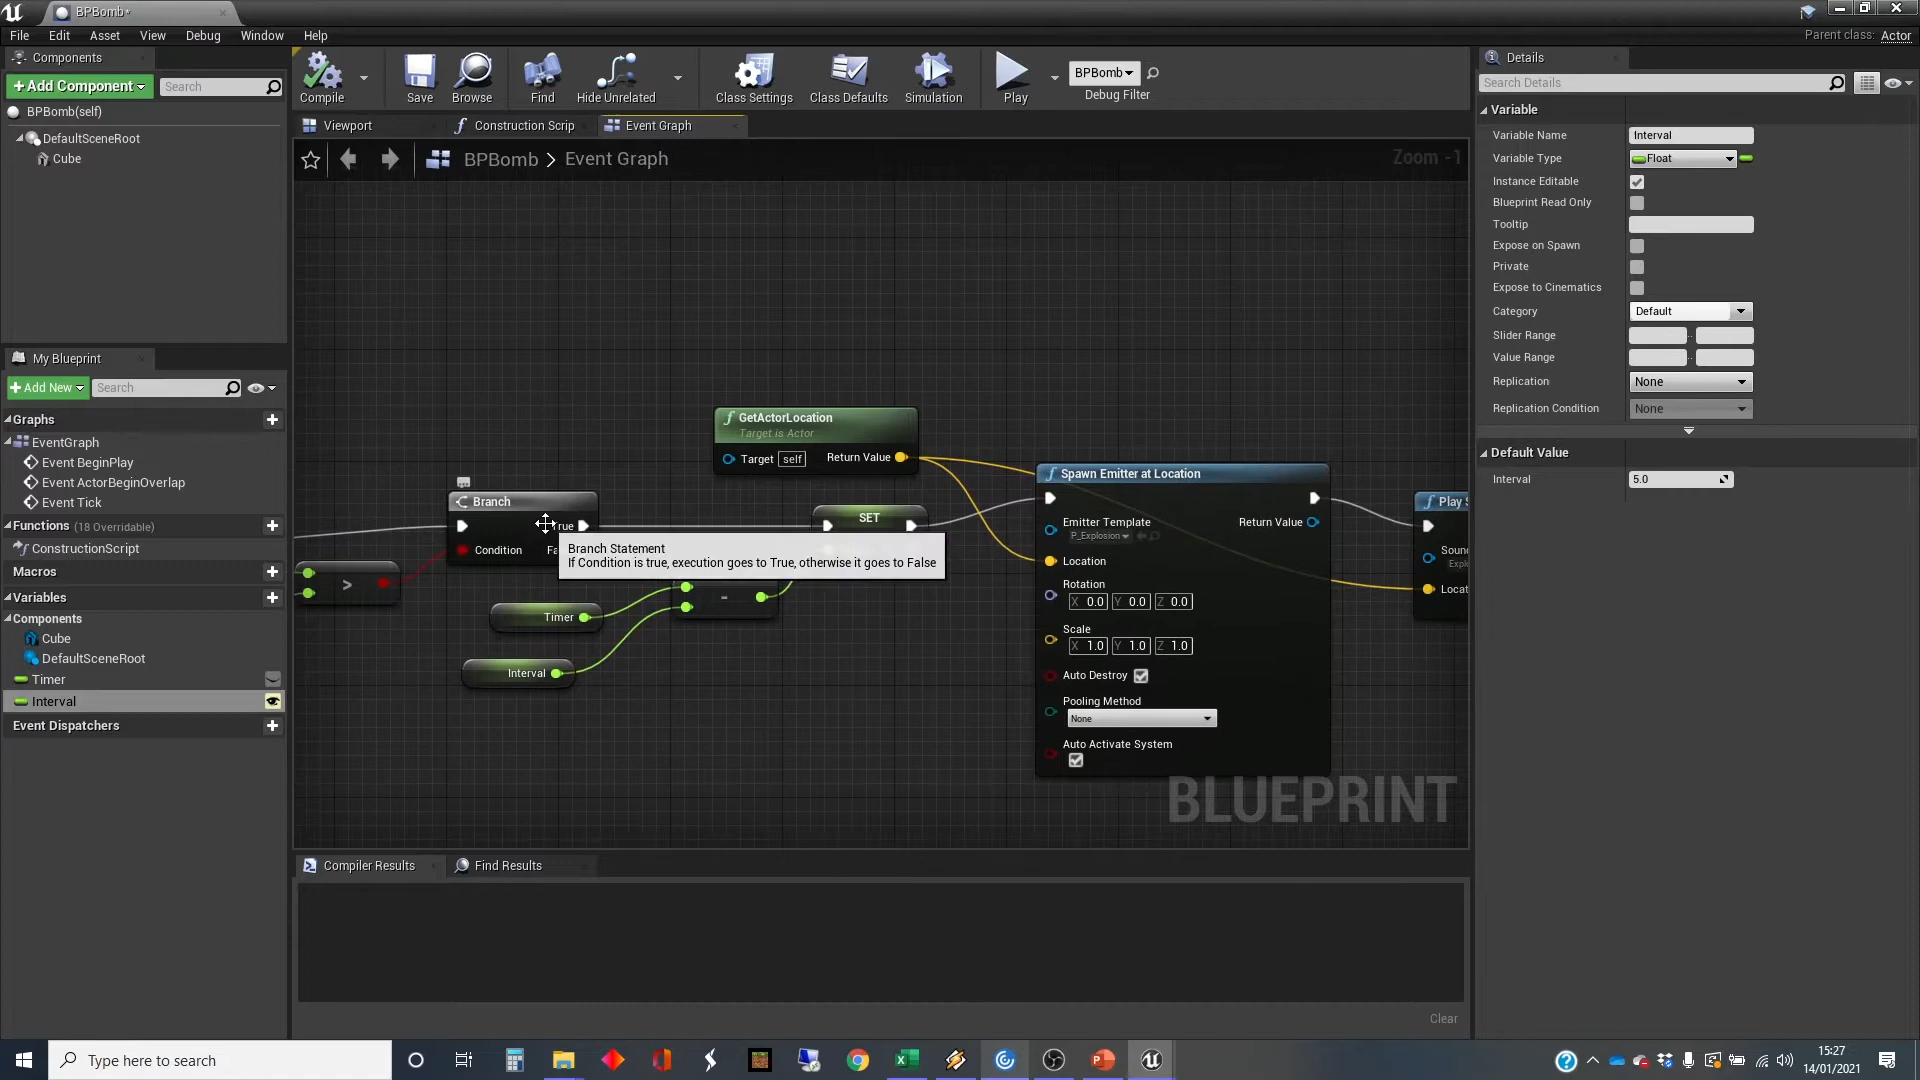 BPBomb*
File Edit Asset View Debug Window Help
Parent class: Actor
Components
+ Add Component
Search
BPBomb(self)
DefaultSceneRoot
Cube
Compile
Save
Browse
Find
Hide Unrelated
Class Settings
Class Defaults
Simulation
Play
BPBomb
Debug Filter
Viewport
Construction Scrip
Event Graph
BPBomb > Event Graph
Zoom -1
My Blueprint
+ Add New
Search
Graphs
EventGraph
Event BeginPlay
Event ActorBeginOverlap
Event Tick
Functions (18 Overridable)
ConstructionScript
Macros
Variables
Components
Cube
DefaultSceneRoot
Timer
Interval
Event Dispatchers
GetActorLocation
Target is Actor
Target self
Return Value
Branch
True
Condition
Fa
Branch Statement
If Condition is true, execution goes to True, otherwise it goes to False
SET
>
-
Timer
Interval
Spawn Emitter at Location
Emitter Template
P_Explosion
Return Value
Location
Rotation
X 0.0 Y 0.0 Z 0.0
Scale
X 1.0 Y 1.0 Z 1.0
Auto Destroy
Pooling Method
None
Auto Activate System
Play S
Soun
Expl
Locat
BLUEPRINT
Compiler Results
Find Results
Clear
Details
Search Details
Variable
Variable Name Interval
Variable Type Float
Instance Editable
Blueprint Read Only
Tooltip
Expose on Spawn
Private
Expose to Cinematics
Category Default
Slider Range
Value Range
Replication None
Replication Condition None
Default Value
Interval 5.0
Type here to search
15:27
14/01/2021